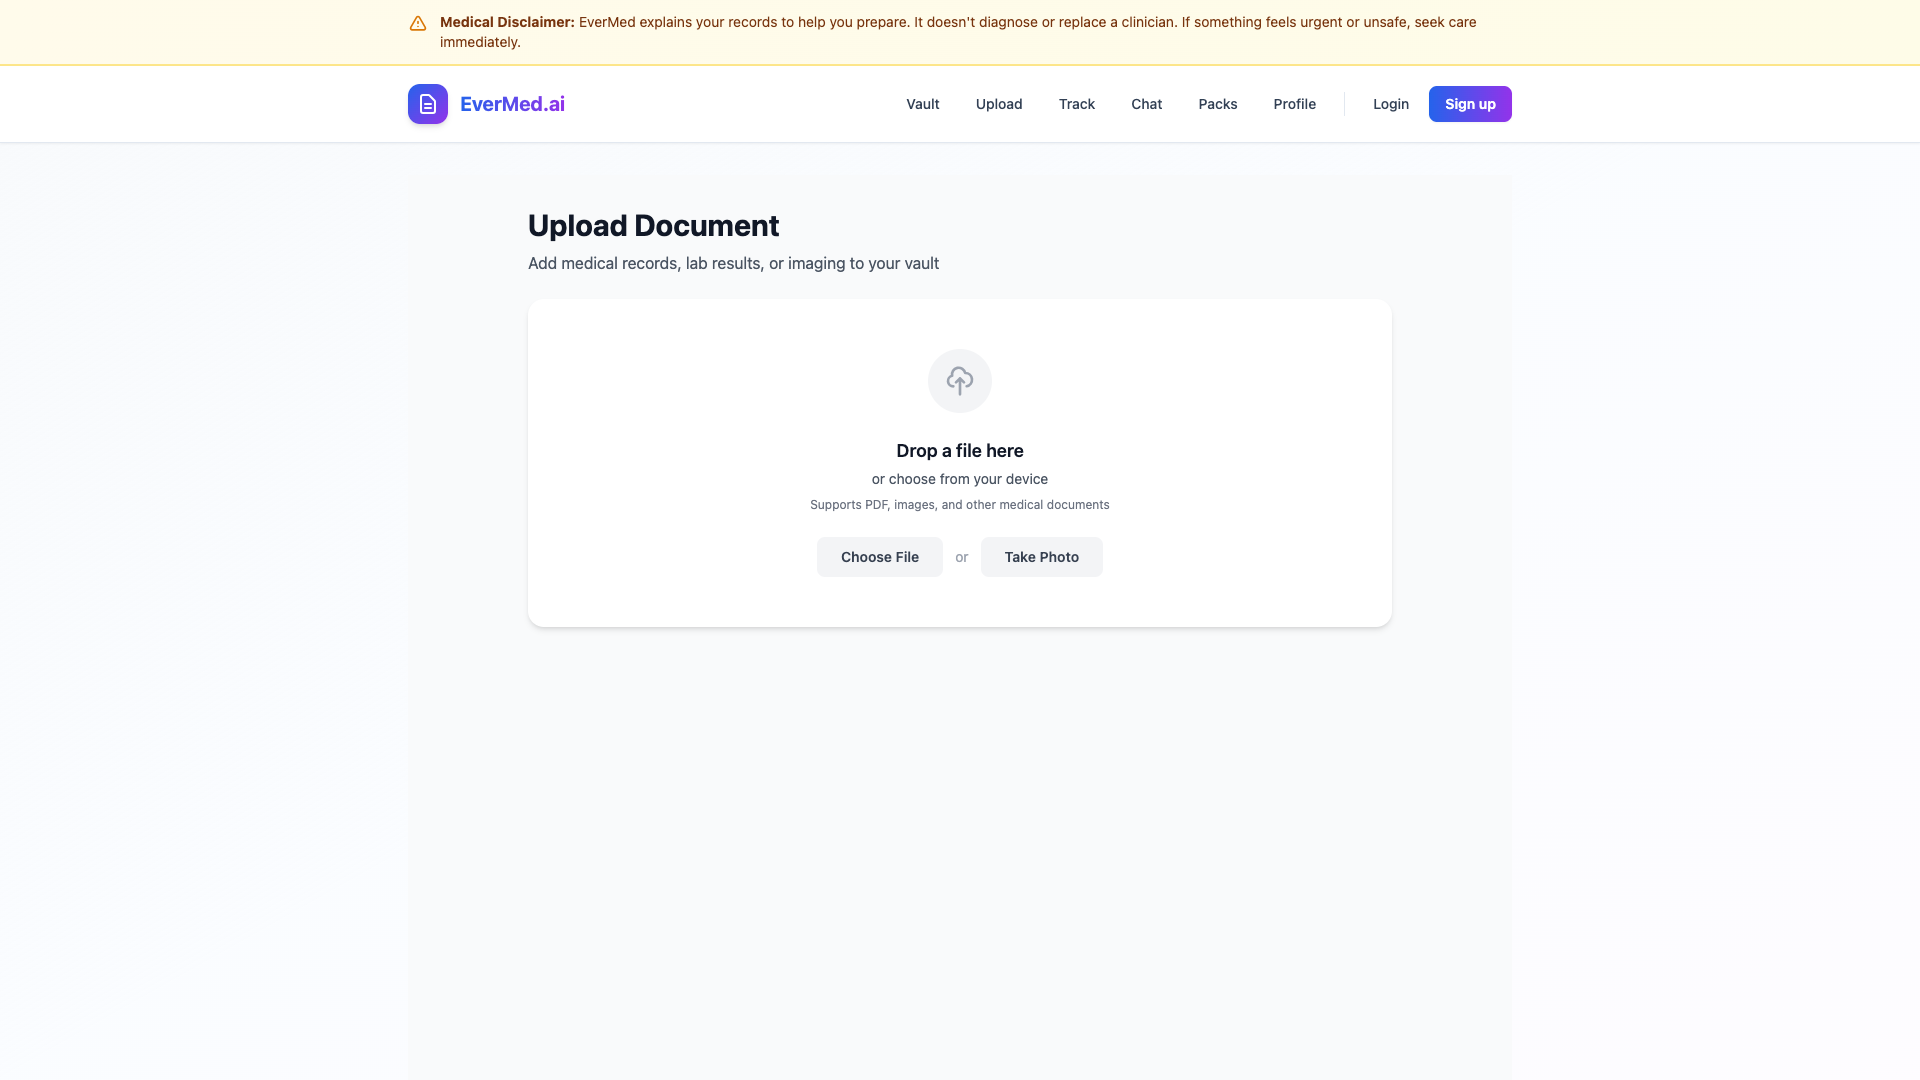 Medical Disclaimer: EverMed explains your records to help you prepare. It doesn't diagnose or replace a clinician. If something feels urgent or unsafe, seek care
immediately.
EverMed.ai
Vault
Upload
Track
Chat
Packs
Profile
Login
Sign up
Upload Document
Add medical records, lab results, or imaging to your vault
Drop a file here
or choose from your device
Supports PDF, images, and other medical documents
Choose File or Take Photo